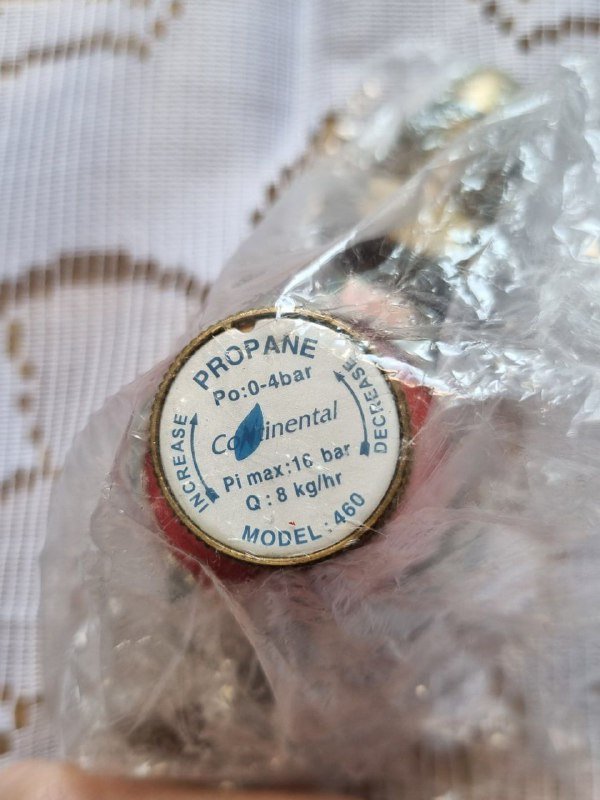 PROPANE
Po:0-4bar
Continental
INCREASE
DECREASE
Pi max:16 bar
Q : 8 kg/hr
MODEL : 460